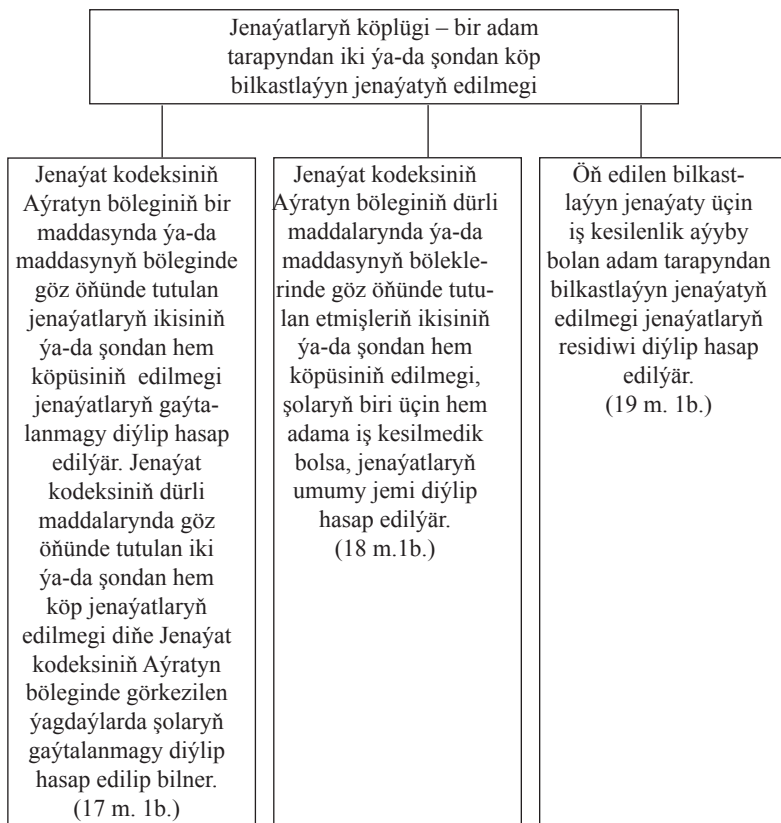 Jenaýatlaryň köplügi – bir adam
tarapyndan iki ýa-da şondan köp
bilkastlaýyn jenaýatyň edilmegi
Jenaýat kodeksiniň
Aýratyn böleginiň bir
maddasynda ýa-da
maddasynyň böleginde
göz öňünde tutulan
jenaýatlaryň ikisiniň
ýa-da şondan hem
köpüsiniň edilmegi
jenaýatlaryň gaýta-
lanmagy diýlip hasap
edilýär. Jenaýat
kodeksiniň dürli
maddalarynda göz
öňünde tutulan iki
ýa-da şondan hem
köp jenaýatlaryň
edilmegi diňe Jenaýat
kodeksiniň Aýratyn
böleginde görkezilen
ýagdaýlarda şolaryň
gaýtalanmagy diýlip
hasap edilip bilner.
(17 m. 1b.)
Jenaýat kodeksiniň
Aýratyn böleginiň dürli
maddalarynda ýa-da
maddasynyň bölekle-
rinde göz öňünde tutu-
lan etmişleriň ikisiniň
ýa-da şondan hem
köpüsiniň edilmegi,
şolaryň biri üçin hem
adama iş kesilmedik
bolsa, jenaýatlaryň
umumy jemi diýlip
hasap edilýär.
(18 m.1b.)
Öň edilen bilkast-
laýyn jenaýaty üçin
iş kesilenlik aýyby
bolan adam tarapyndan
bilkastlaýyn jenaýatyň
edilmegi jenaýatlaryň
residiwi diýlip hasap
edilýär.
(19 m. 1b.)